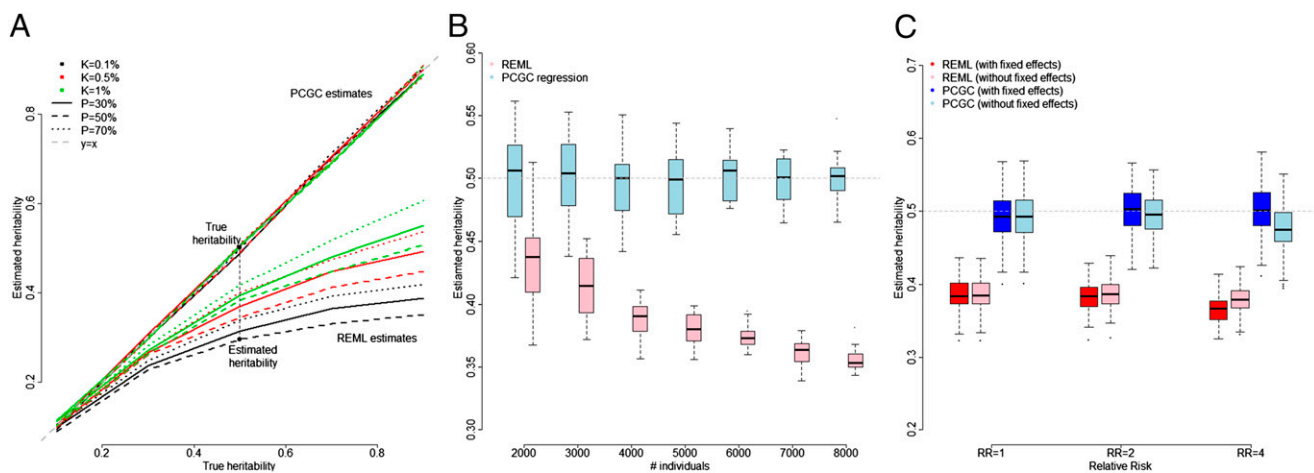 A
K=0.1%
K=0.5%
K=1%
P=30%
P=50%
P=70%
y=x
PCGC estimates
True
heritability
Estimated
heritability
REML estimates
Estimated heritability
0.2
0.4
0.6
0.8
0.2
0.4
0.6
0.8
True heritability
B
REML
PCGC regression
Estiamted heritability
0.30
0.35
0.40
0.45
0.50
0.55
0.60
2000
3000
4000
5000
6000
7000
8000
# individuals
C
REML (with fixed effects)
REML (without fixed effects)
PCGC (with fixed effects)
PCGC (without fixed effects)
Estimated heritability
0.2
0.3
0.4
0.5
0.6
0.7
RR=1
RR=2
RR=4
Relative Risk